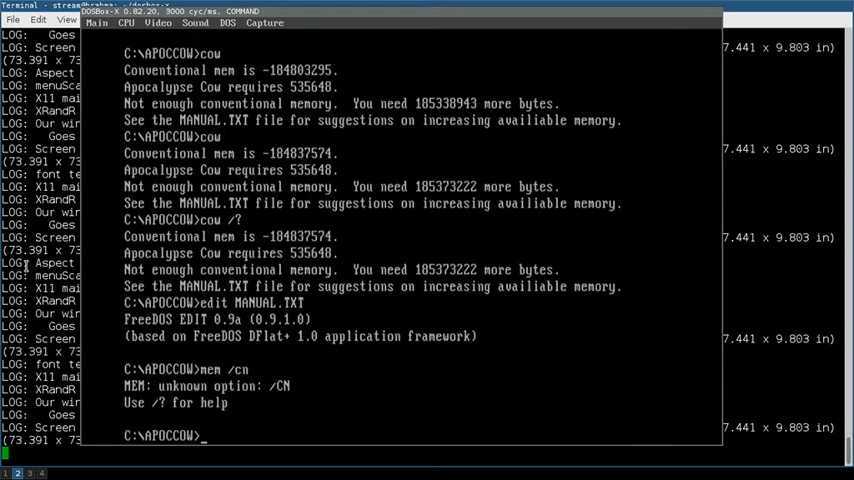 Terminal - stream@brahma: ~/dosbox-x
File Edit View
DOSBox-X 0.82.20, 3000 cyc/ms, COMMAND
Main CPU Video Sound DOS Capture
C:\APOCCOW>cow
Conventional mem is -184803295.
Apocalypse Cow requires 535648.
Not enough conventional memory.  You need 185338943 more bytes.
See the MANUAL.TXT file for suggestions on increasing availiable memory.
C:\APOCCOW>cow
Conventional mem is -184837574.
Apocalypse Cow requires 535648.
Not enough conventional memory.  You need 185373222 more bytes.
See the MANUAL.TXT file for suggestions on increasing availiable memory.
C:\APOCCOW>cow /?
Conventional mem is -184837574.
Apocalypse Cow requires 535648.
Not enough conventional memory.  You need 185373222 more bytes.
See the MANUAL.TXT file for suggestions on increasing availiable memory.
C:\APOCCOW>edit MANUAL.TXT
FreeDOS EDIT 0.9a (0.9.1.0)
(based on FreeDOS DFlat+ 1.0 application framework)
C:\APOCCOW>mem /cn
MEM: unknown option: /CN
Use /? for help
C:\APOCCOW>_
LOG:   Goes
LOG: Screen
(73.391 x 73
LOG: Aspect
LOG: menuSca
LOG: X11 mai
LOG: XRandR
LOG: Our win
LOG:   Goes
LOG: Screen
(73.391 x 73
LOG: font te
LOG: X11 mai
LOG: XRandR
LOG: Our win
LOG:   Goes
LOG: Screen
(73.391 x 73
LOG: Aspect
LOG: menuSca
LOG: X11 mai
LOG: XRandR
LOG: Our win
LOG:   Goes
LOG: Screen
(73.391 x 73
LOG: font te
LOG: X11 mai
LOG: XRandR
LOG: Our win
LOG:   Goes
LOG: Screen
(73.391 x 73
7.441 x 9.803 in)
7.441 x 9.803 in)
7.441 x 9.803 in)
7.441 x 9.803 in)
7.441 x 9.803 in)
1 2 3 4